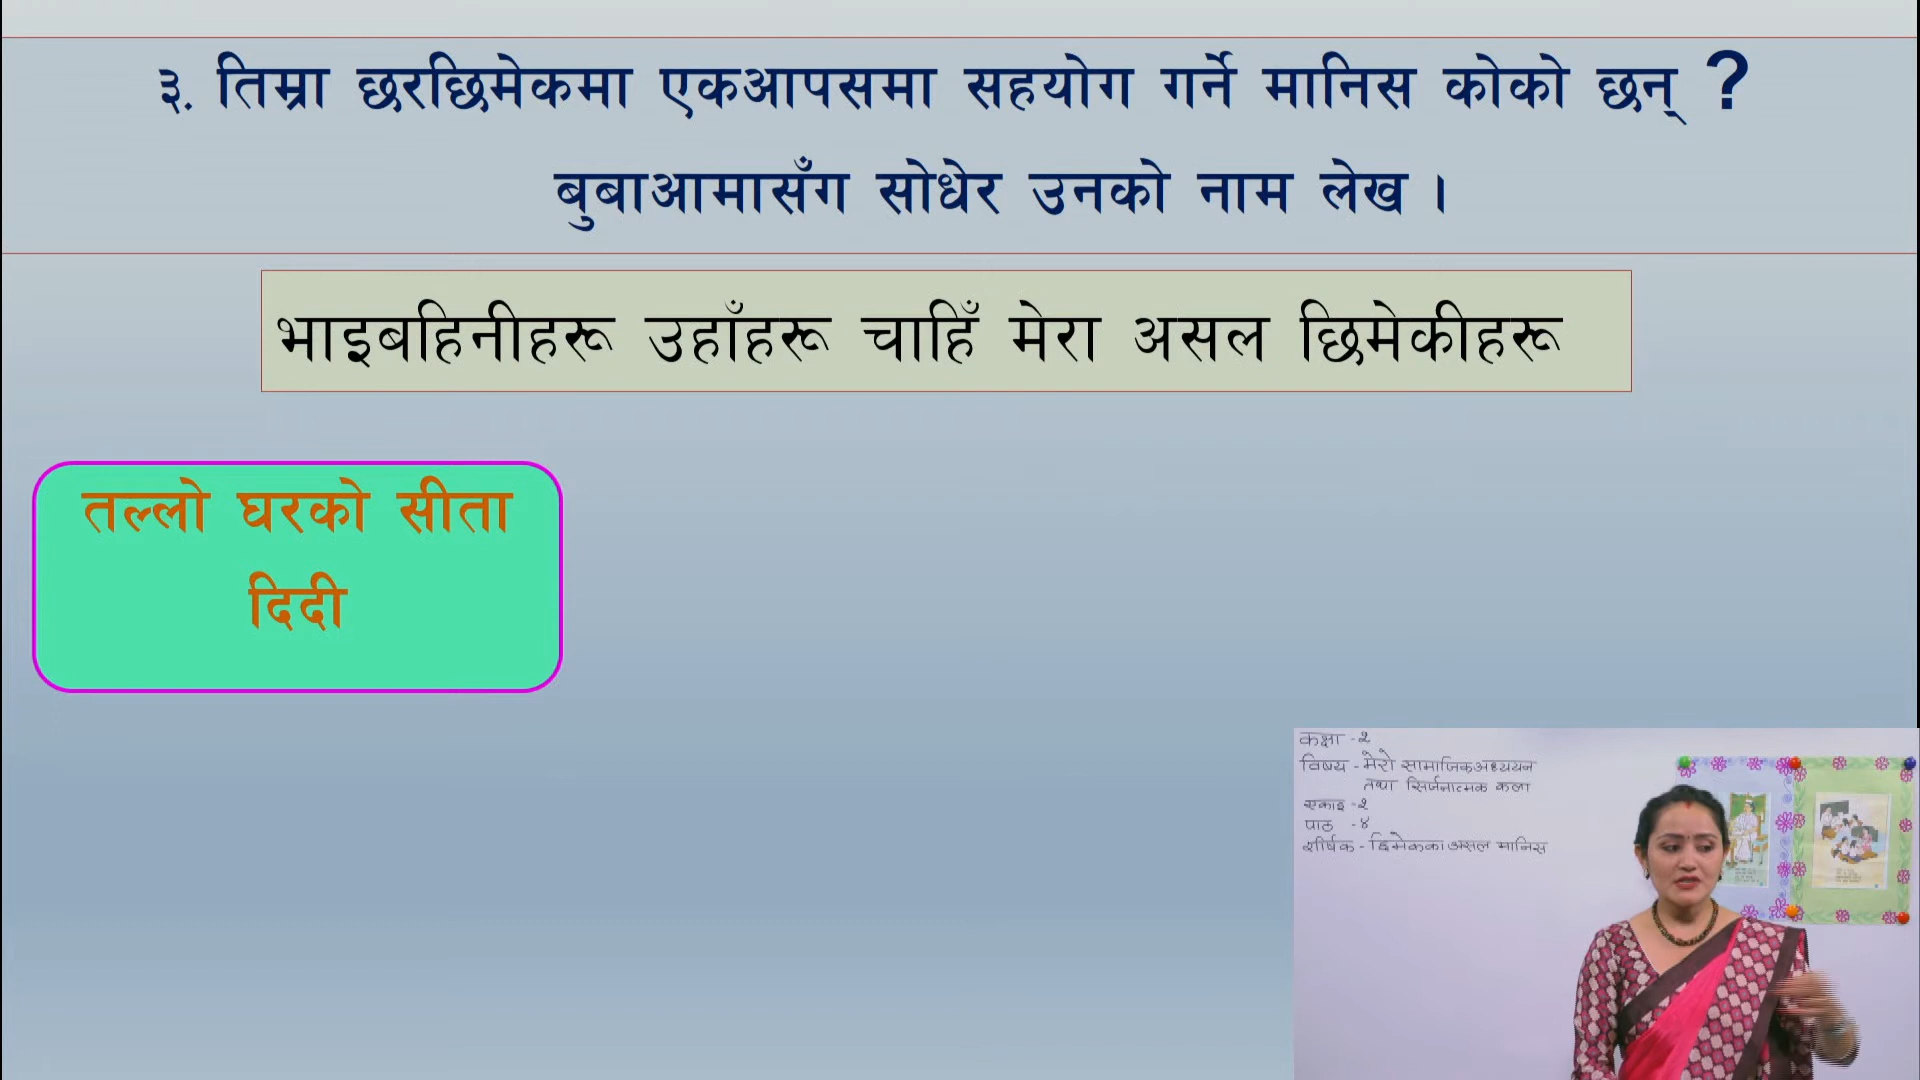 ३. तिम्रा छरछिमेकमा एकआपसमा सहयोग गर्ने मानिस कोको छन् ?
बुबाआमासँग सोधेर उनको नाम लेख ।
भाइबहिनीहरू उहाँहरू चाहिँ मेरा असल छिमेकीहरू
तल्लो घरको सीता
दिदी
कक्षा - २
विषय - मेरो सामाजिक अध्ययन
तथा सिर्जनात्मक कला
एकाइ - २
पाठ - ४
शीर्षक - छिमेकका असल मानिस